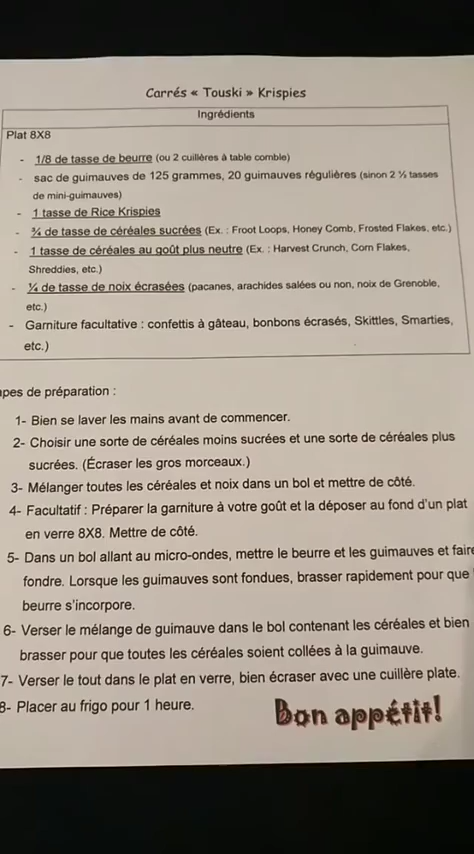 Carrés « Touski » Krispies
Ingrédients
Plat 8X8
- 1/8 de tasse de beurre (ou 2 cuillères à table comble)
- sac de guimauves de 125 grammes, 20 guimauves régulières (sinon 2 ½ tasses
de mini-guimauves)
- 1 tasse de Rice Krispies
- ¾ de tasse de céréales sucrées (Ex. : Froot Loops, Honey Comb, Frosted Flakes, etc.)
- 1 tasse de céréales au goût plus neutre (Ex. : Harvest Crunch, Corn Flakes,
Shreddies, etc.)
- ¼ de tasse de noix écrasées (pacanes, arachides salées ou non, noix de Grenoble,
etc.)
- Garniture facultative : confettis à gâteau, bonbons écrasés, Skittles, Smarties,
etc.)
apes de préparation :
1- Bien se laver les mains avant de commencer.
2- Choisir une sorte de céréales moins sucrées et une sorte de céréales plus
sucrées. (Écraser les gros morceaux.)
3- Mélanger toutes les céréales et noix dans un bol et mettre de côté.
4- Facultatif : Préparer la garniture à votre goût et la déposer au fond d'un plat
en verre 8X8. Mettre de côté.
5- Dans un bol allant au micro-ondes, mettre le beurre et les guimauves et faire
fondre. Lorsque les guimauves sont fondues, brasser rapidement pour que
beurre s'incorpore.
6- Verser le mélange de guimauve dans le bol contenant les céréales et bien
brasser pour que toutes les céréales soient collées à la guimauve.
7- Verser le tout dans le plat en verre, bien écraser avec une cuillère plate.
8- Placer au frigo pour 1 heure.
Bon appétit!